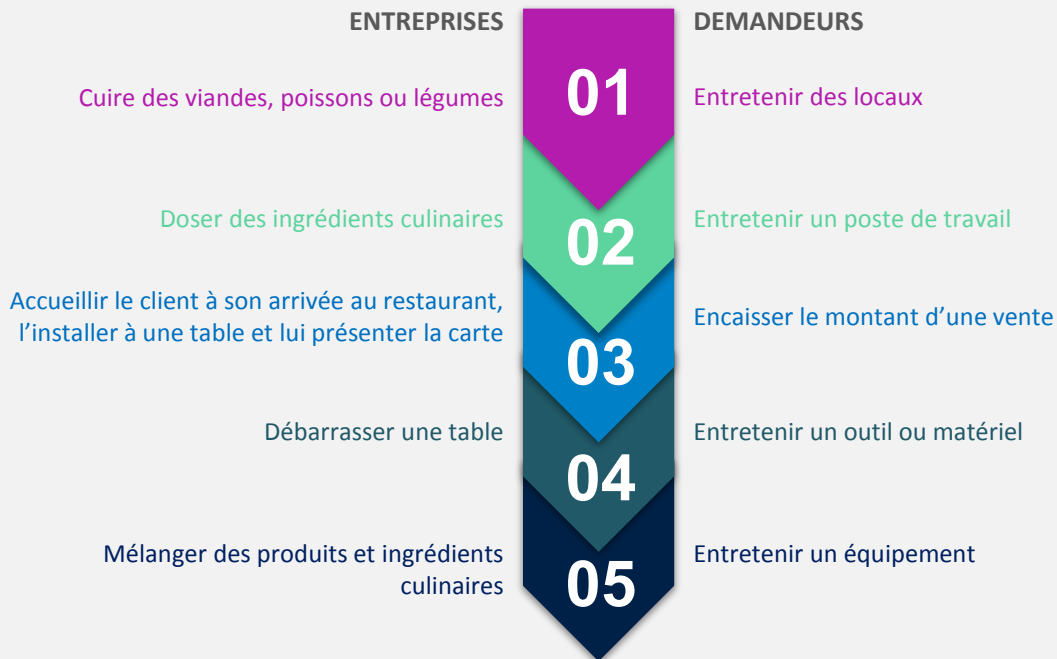 ENTREPRISES
DEMANDEURS
Cuire des viandes, poissons ou légumes
01
Entretenir des locaux
Doser des ingrédients culinaires
02
Entretenir un poste de travail
Accueillir le client à son arrivée au restaurant,
l’installer à une table et lui présenter la carte
03
Encaisser le montant d’une vente
Débarrasser une table
04
Entretenir un outil ou matériel
Mélanger des produits et ingrédients
culinaires
05
Entretenir un équipement